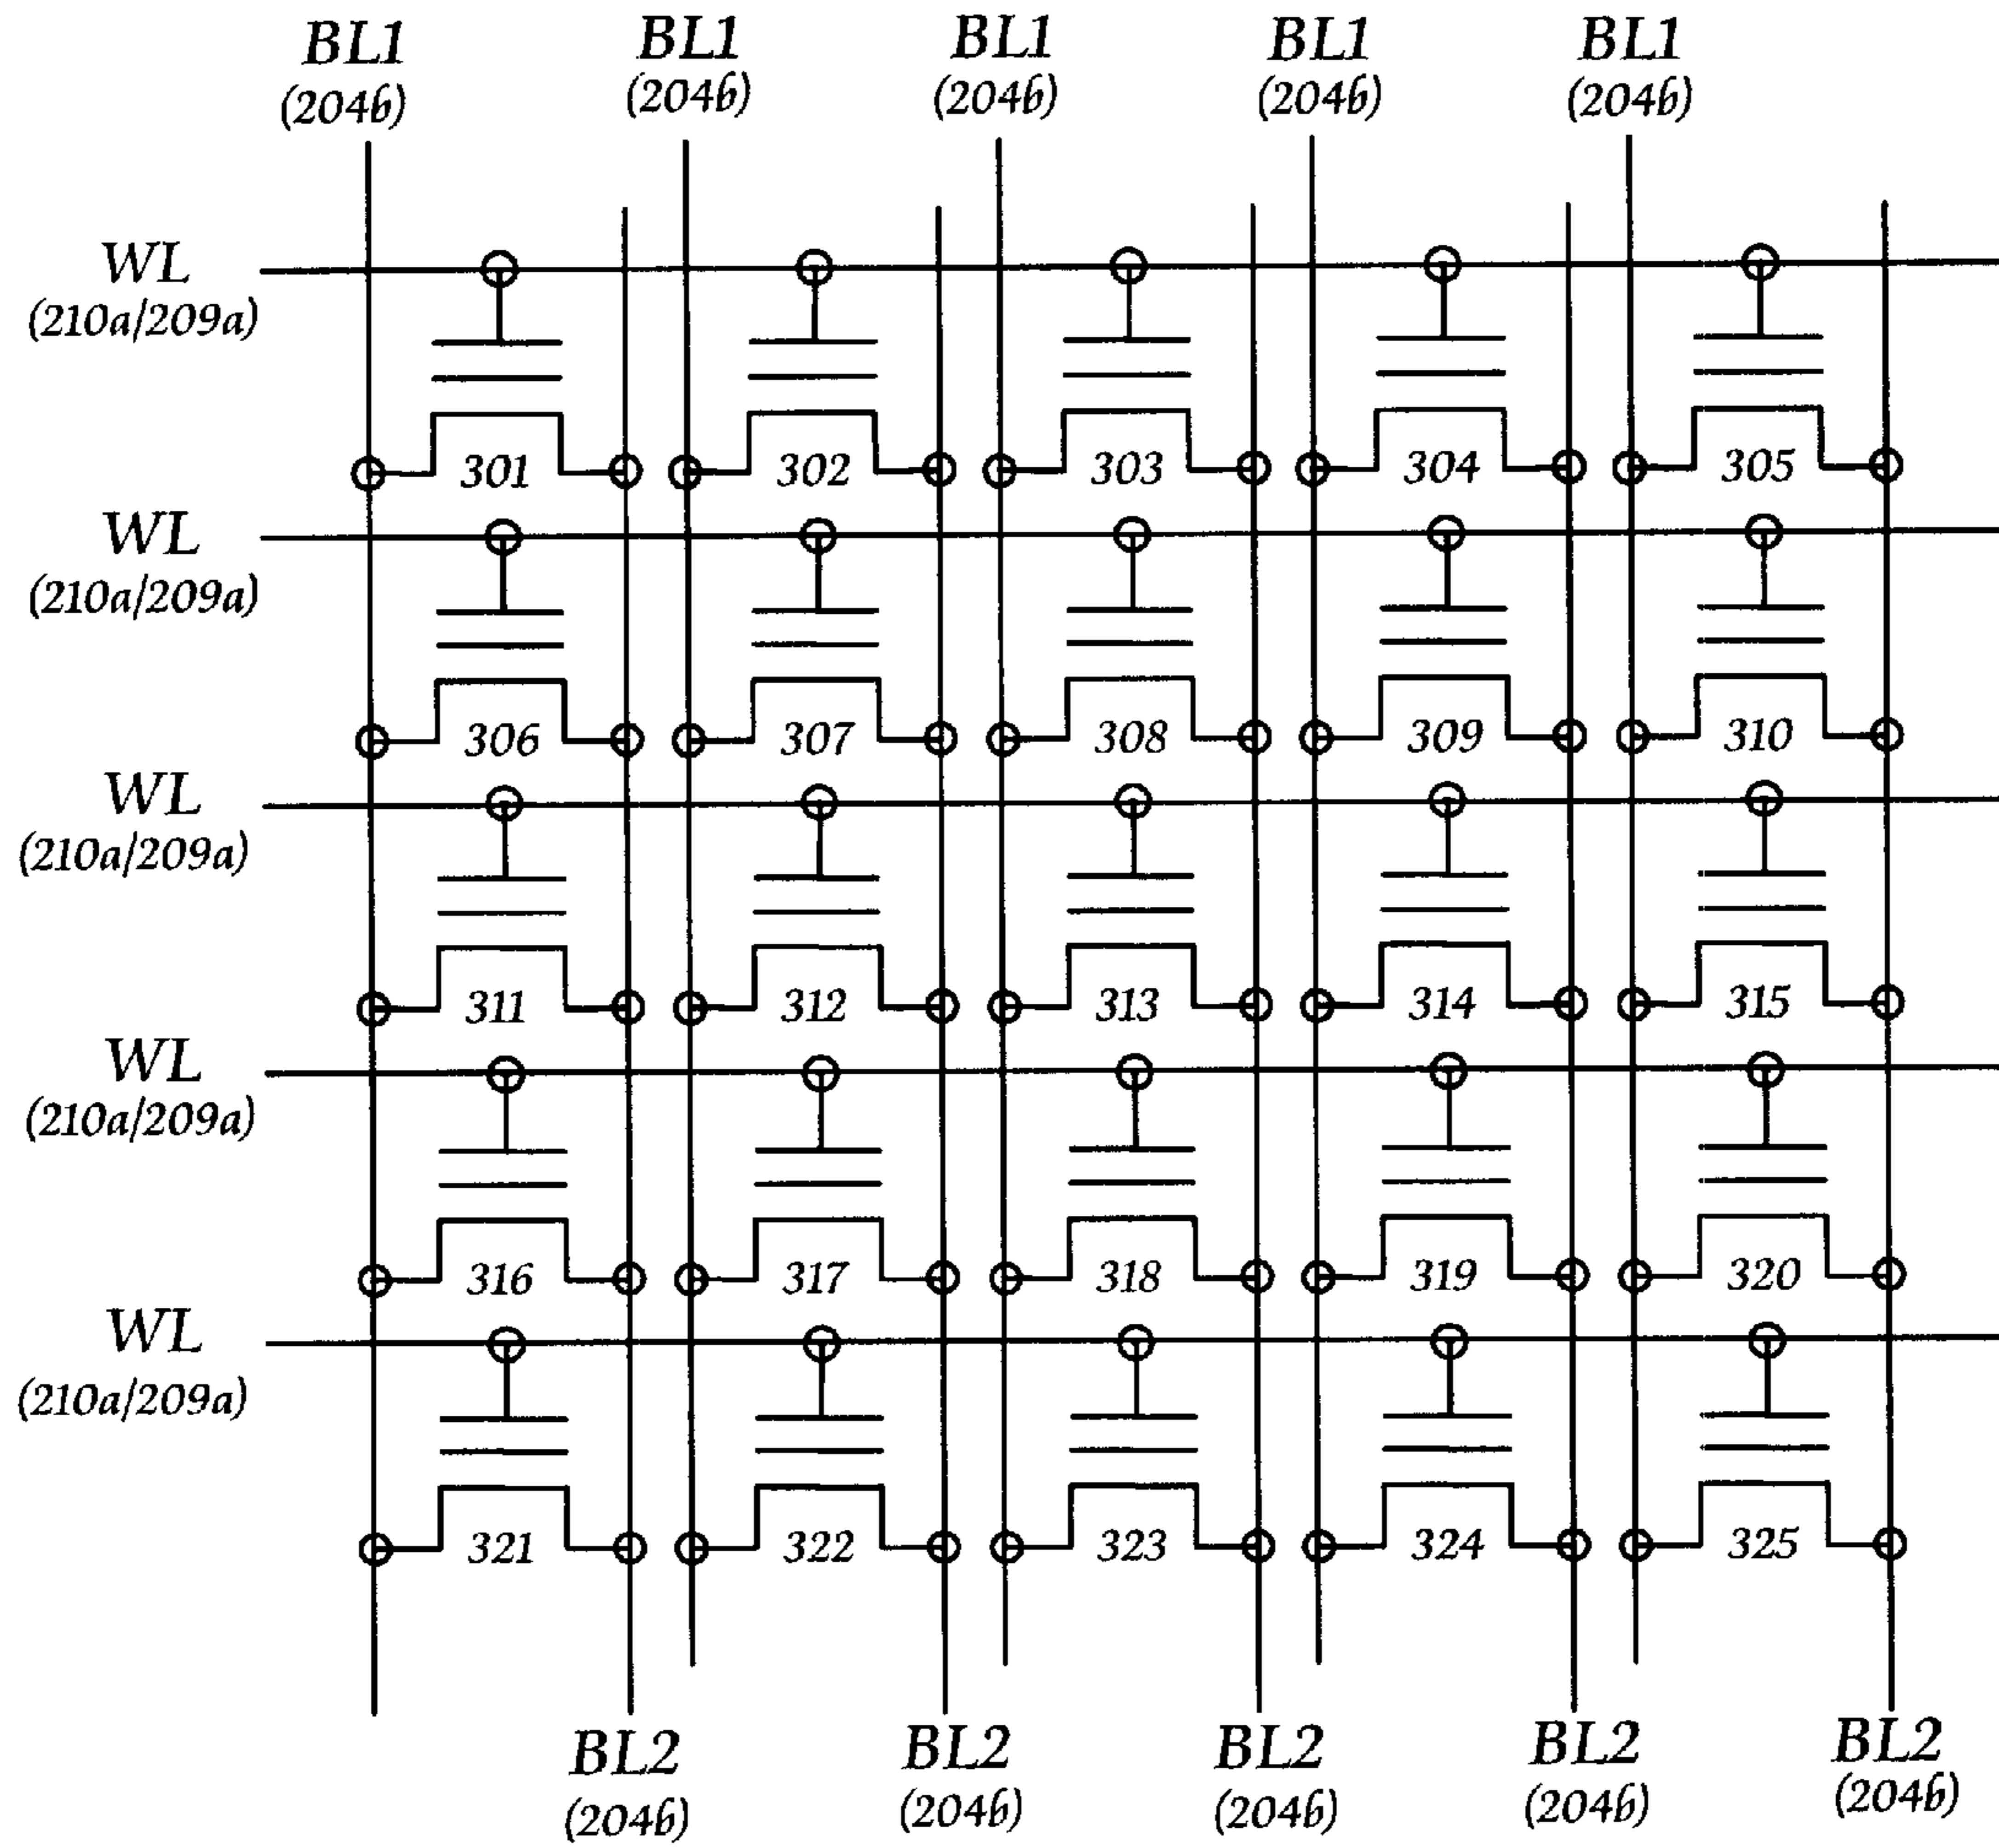 BL1 BL1 BL1 BL1 BL1
(204b) (204b) (204b) (204b) (204b)
WL
(210a/209a)
301 302 303 304 305
WL
(210a/209a)
306 307 308 309 310
WL
(210a/209a)
311 312 313 314 315
WL
(210a/209a)
316 317 318 319 320
WL
(210a/209a)
321 322 323 324 325
BL2 BL2 BL2 BL2 BL2
(204b) (204b) (204b) (204b) (204b)